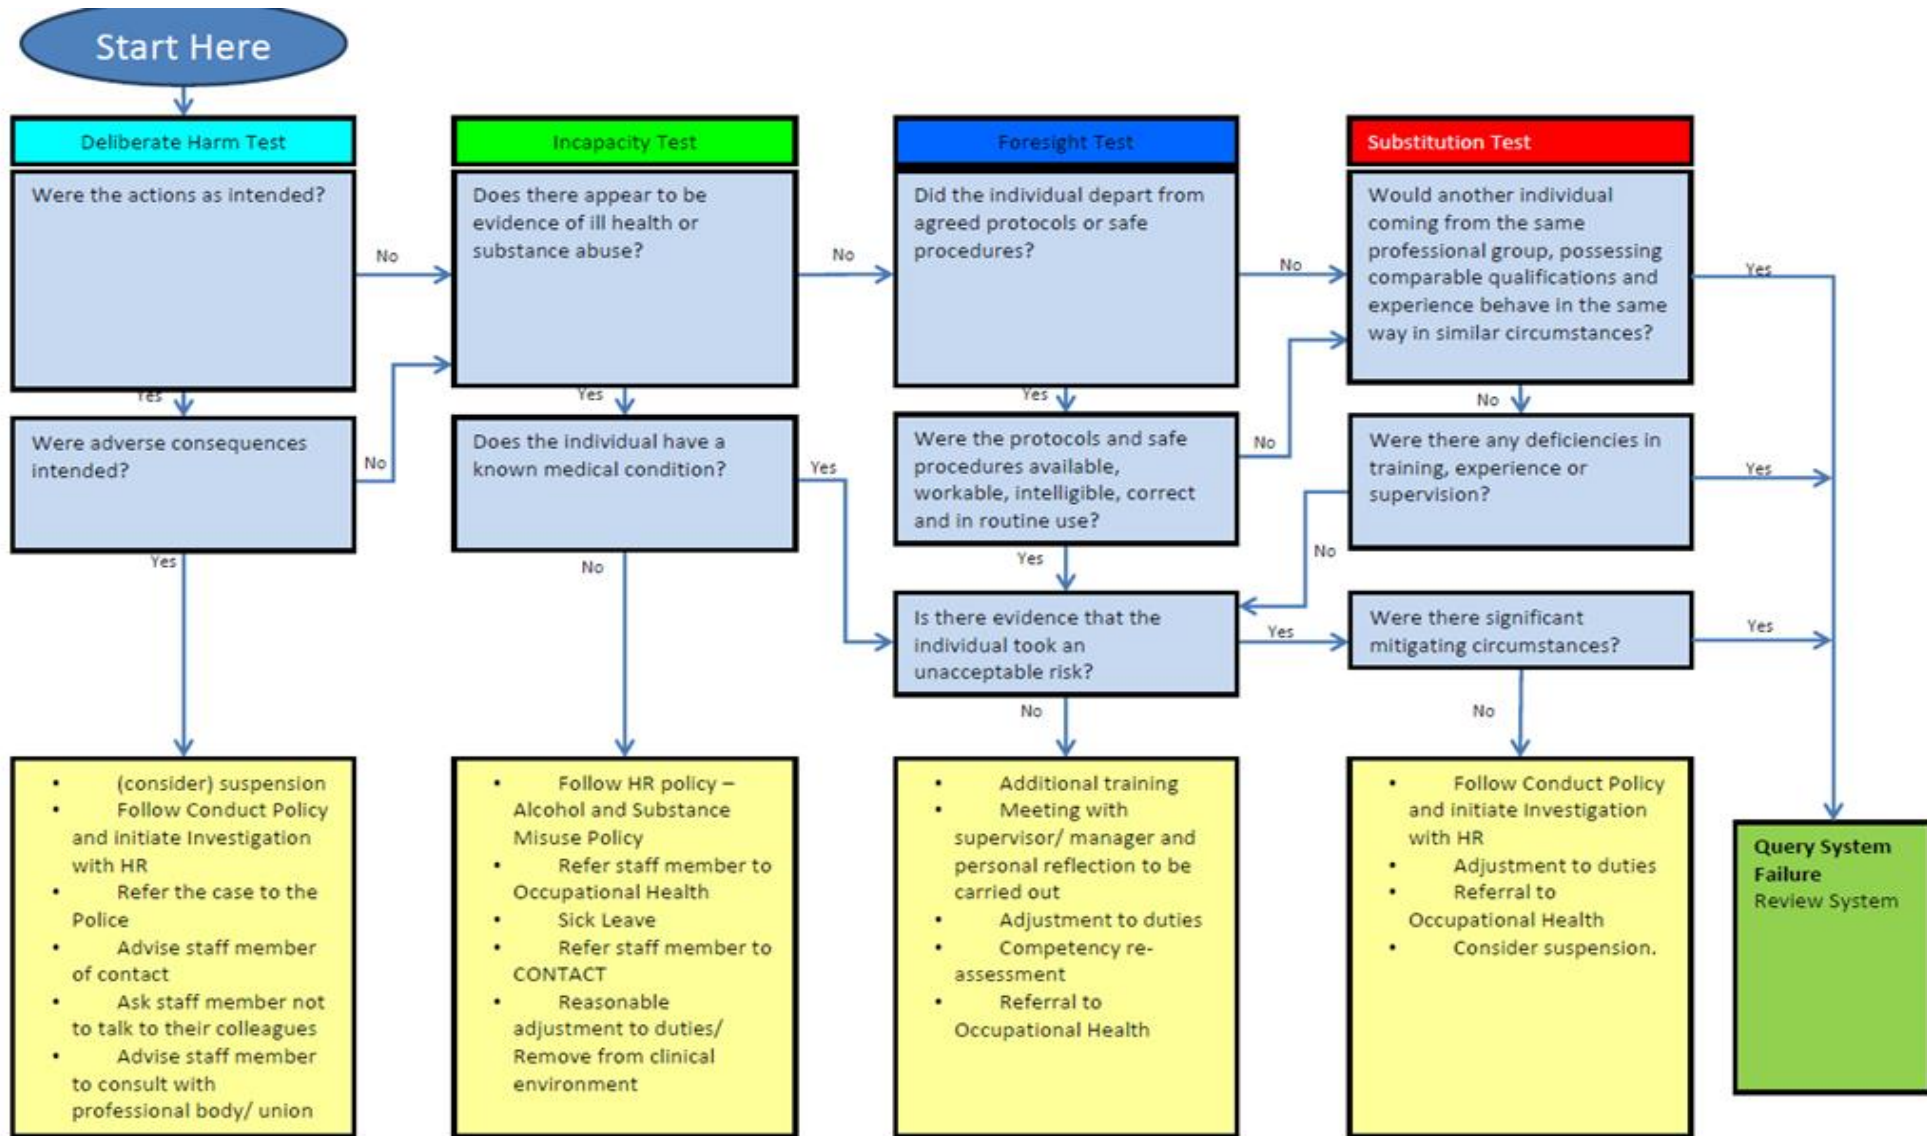 Start Here
Deliberate Harm Test
Were the actions as intended?
No
Yes
Were adverse consequences
intended?
No
Yes
• (consider) suspension
• Follow Conduct Policy
and initiate Investigation
with HR
• Refer the case to the
Police
• Advise staff member
of contact
• Ask staff member not
to talk to their colleagues
• Advise staff member
to consult with
professional body/ union
Incapacity Test
Does there appear to be
evidence of ill health or
substance abuse?
No
Yes
Does the individual have a
known medical condition?
Yes
No
• Follow HR policy –
Alcohol and Substance
Misuse Policy
• Refer staff member to
Occupational Health
• Sick Leave
• Refer staff member to
CONTACT
• Reasonable
adjustment to duties/
Remove from clinical
environment
Foresight Test
Did the individual depart from
agreed protocols or safe
procedures?
No
Yes
Were the protocols and safe
procedures available,
workable, intelligible, correct
and in routine use?
No
Yes
Is there evidence that the
individual took an
unacceptable risk?
Yes
No
• Additional training
• Meeting with
supervisor/ manager and
personal reflection to be
carried out
• Adjustment to duties
• Competency re-
assessment
• Referral to
Occupational Health
Substitution Test
Would another individual
coming from the same
professional group, possessing
comparable qualifications and
experience behave in the same
way in similar circumstances?
Yes
No
Were there any deficiencies in
training, experience or
supervision?
Yes
No
Were there significant
mitigating circumstances?
Yes
No
• Follow Conduct Policy
and initiate Investigation
with HR
• Adjustment to duties
• Referral to
Occupational Health
• Consider suspension.
Query System
Failure
Review System